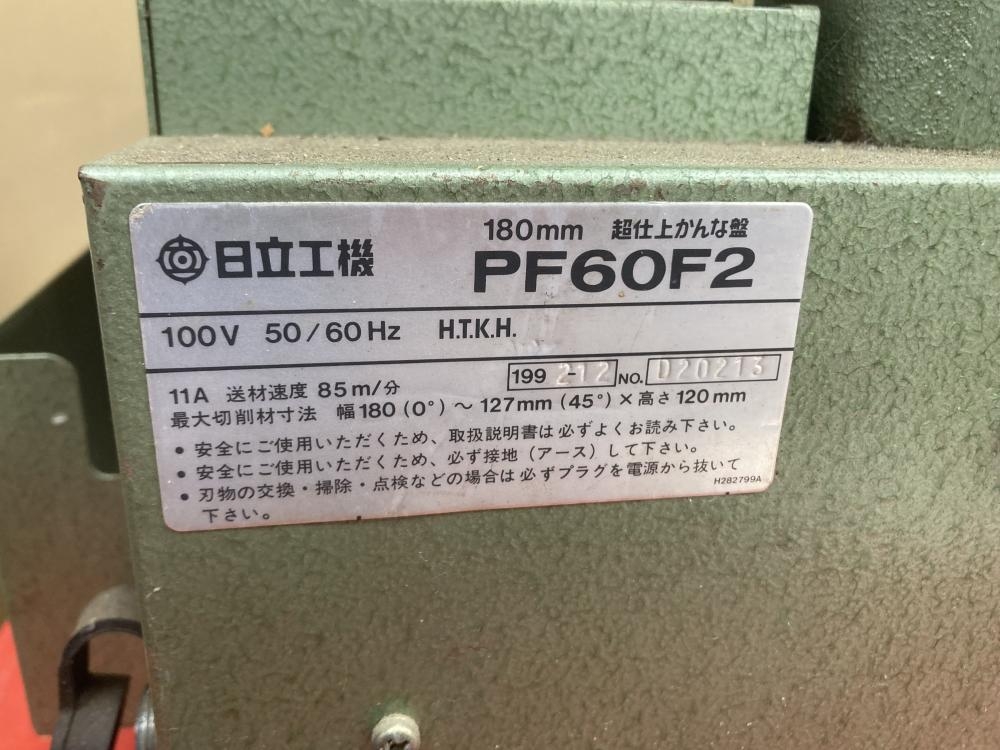 日立工機
180mm 超仕上かんな盤
PF60F2
100V 50/60Hz H.T.K.H.
1992-12 NO. D20213
11A 送材速度 85m/分
最大切削材寸法 幅180(0°)～127mm(45°)×高さ120mm
• 安全にご使用いただくため、取扱説明書は必ずよくお読み下さい。
• 安全にご使用いただくため、必ず接地(アース)して下さい。
• 刃物の交換・掃除・点検などの場合は必ずプラグを電源から抜いて
下さい。
H282799A